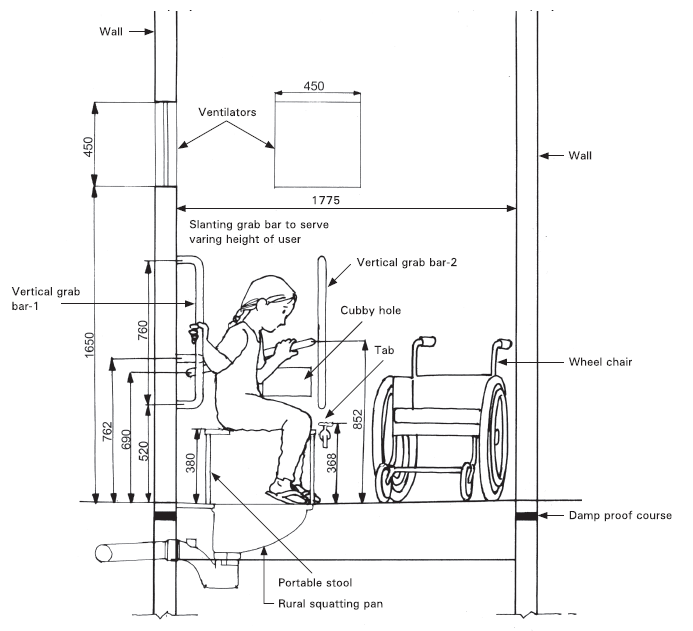 Wall
450
Ventilators
450
Wall
1775
Slanting grab bar to serve
varing height of user
Vertical grab bar-2
Vertical grab
bar-1
Cubby hole
760
1650
Tab
Wheel chair
762
690
520
380
368
852
Damp proof course
Portable stool
Rural squatting pan